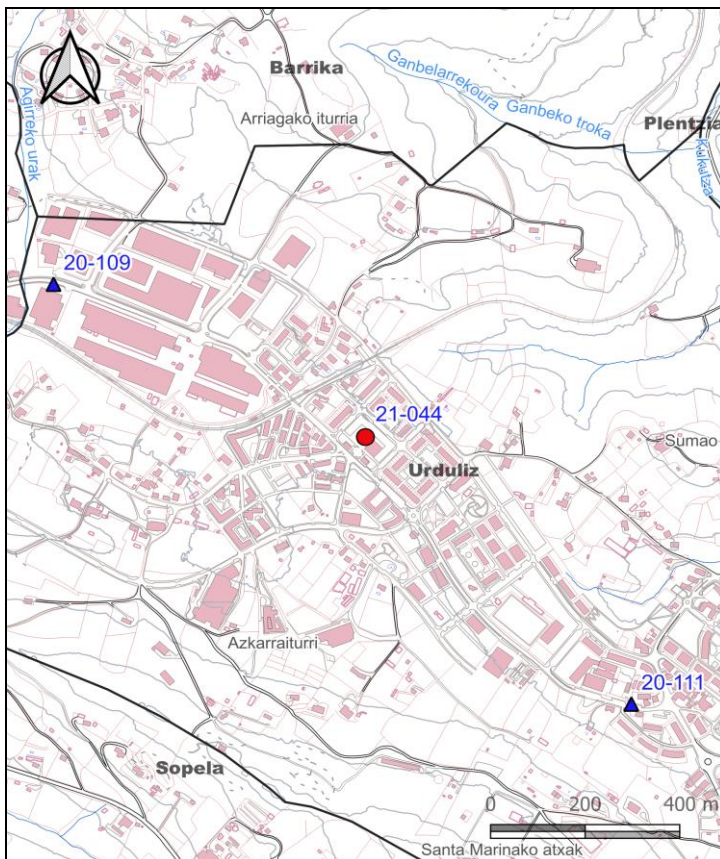 Barrika
Ganbelarrekoura Ganbeko troka
Arriagako iturria
Plentzia
Agirreko urak
Kukutza
20-109
21-044
Urduliz
Sumao
Azkarraiturri
20-111
Sopela
0 200 400 m
Santa Marinako atxak